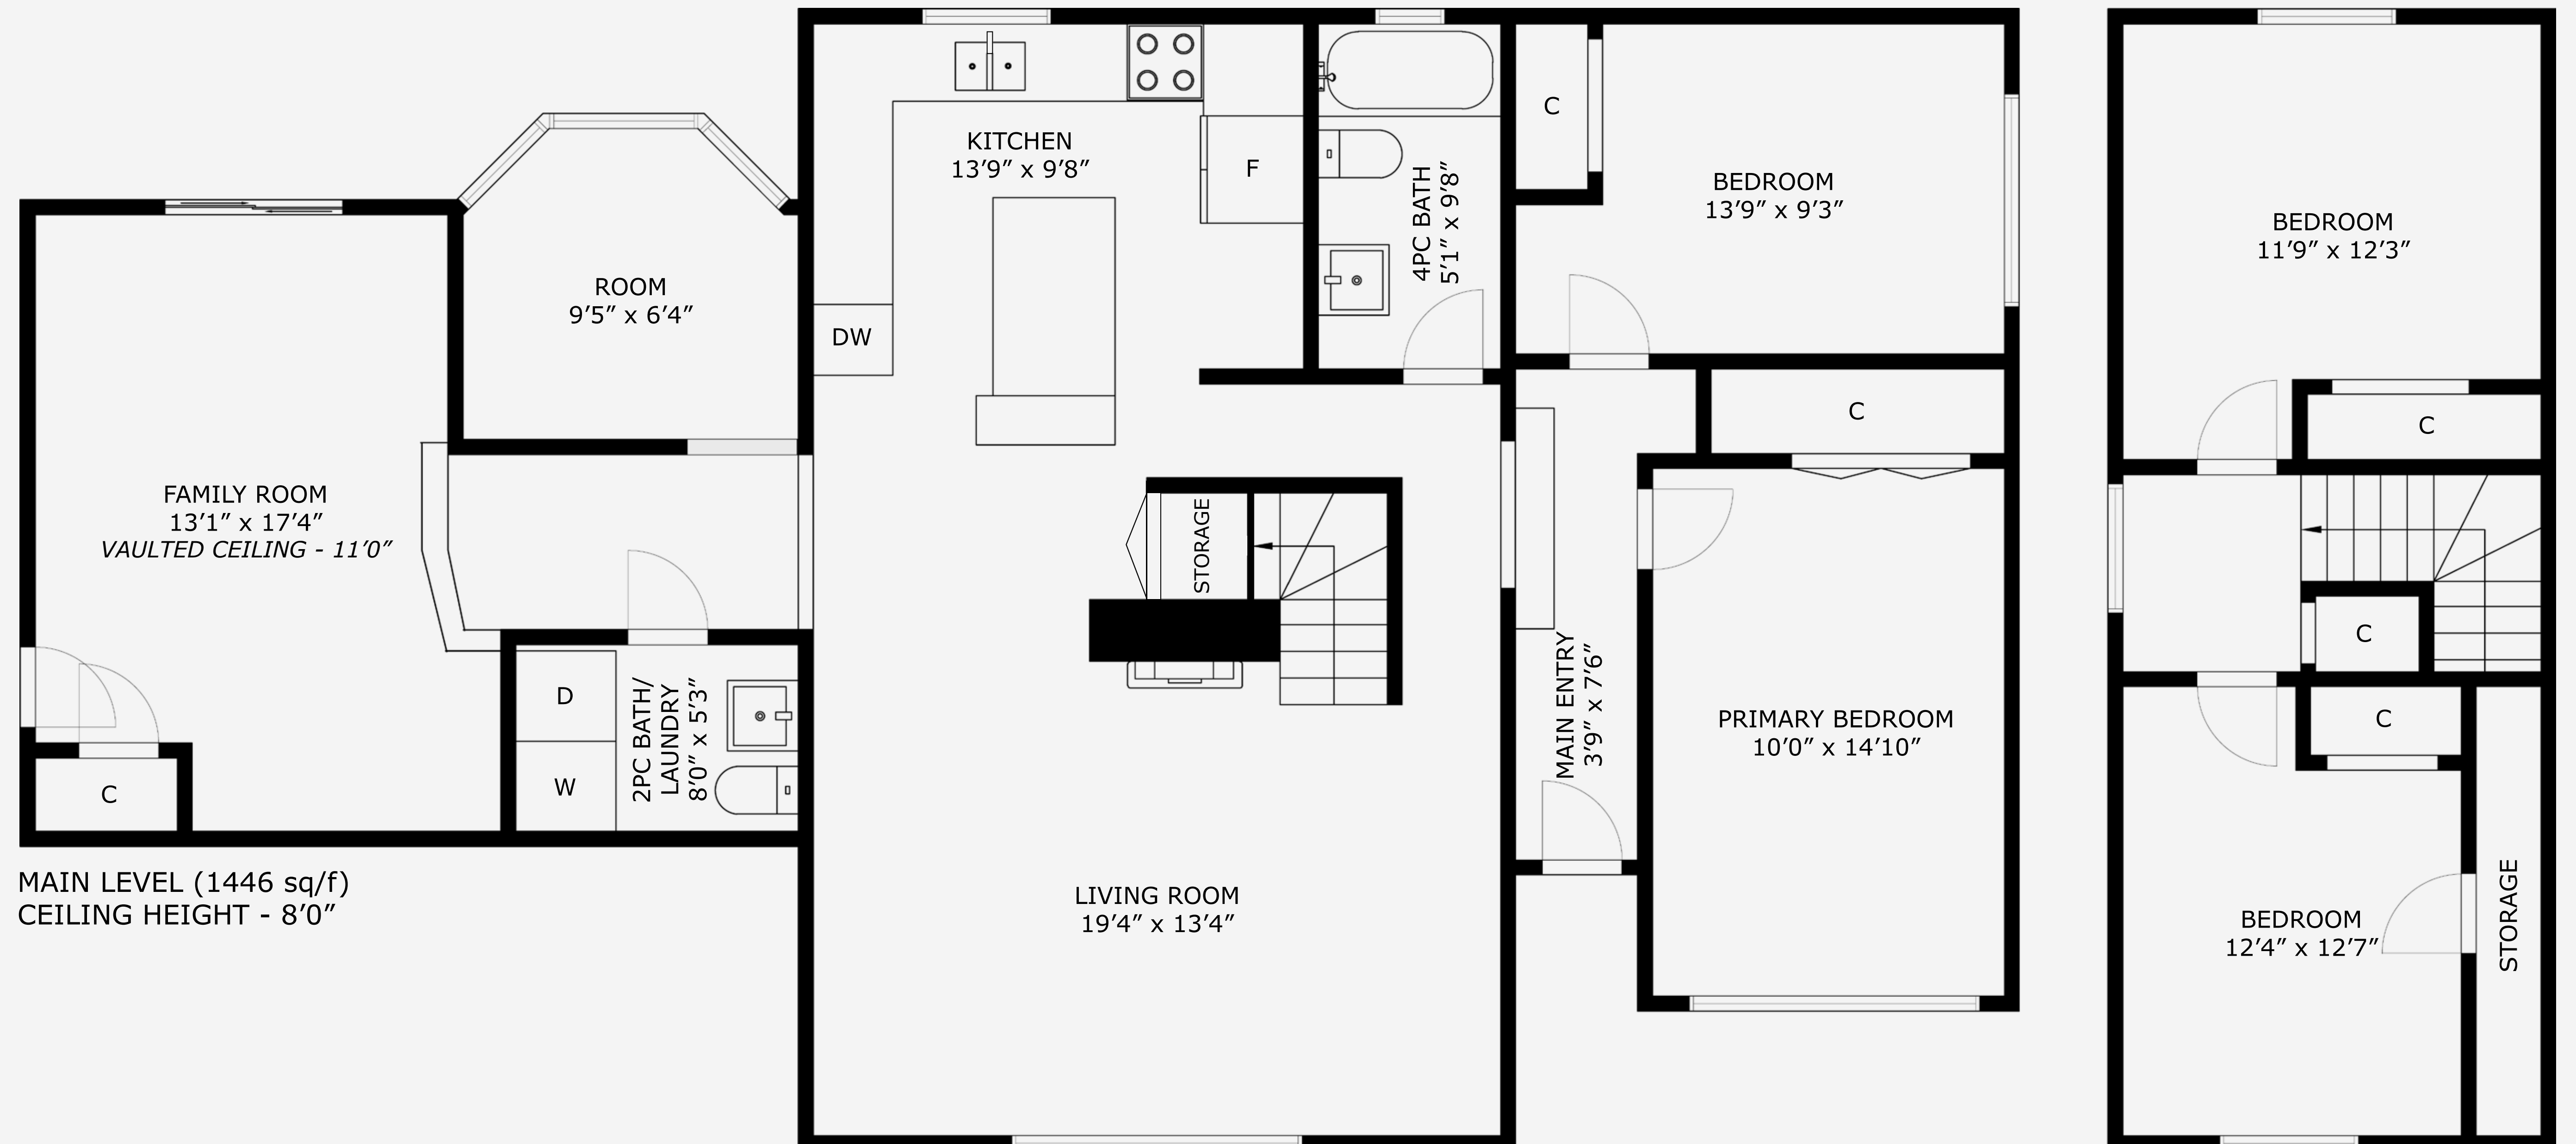 KITCHEN
13′9″ x 9′8″
F
DW
4PC BATH
5′1″ x 9′8″
C
BEDROOM
13′9″ x 9′3″
BEDROOM
11′9″ x 12′3″
C
ROOM
9′5″ x 6′4″
FAMILY ROOM
13′1″ x 17′4″
VAULTED CEILING - 11′0″
C
STORAGE
C
D
W
2PC BATH/
LAUNDRY
8′0″ x 5′3″
MAIN ENTRY
3′9″ x 7′6″
PRIMARY BEDROOM
10′0″ x 14′10″
C
C
MAIN LEVEL (1446 sq/f)
CEILING HEIGHT - 8′0″
LIVING ROOM
19′4″ x 13′4″
BEDROOM
12′4″ x 12′7″
STORAGE